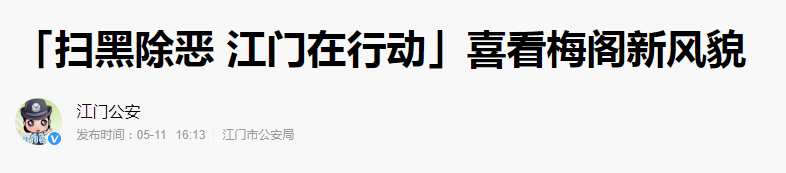 「扫黑除恶 江门在行动」喜看梅阁新风貌
江门公安
发布时间：05-11 16:13 江门市公安局